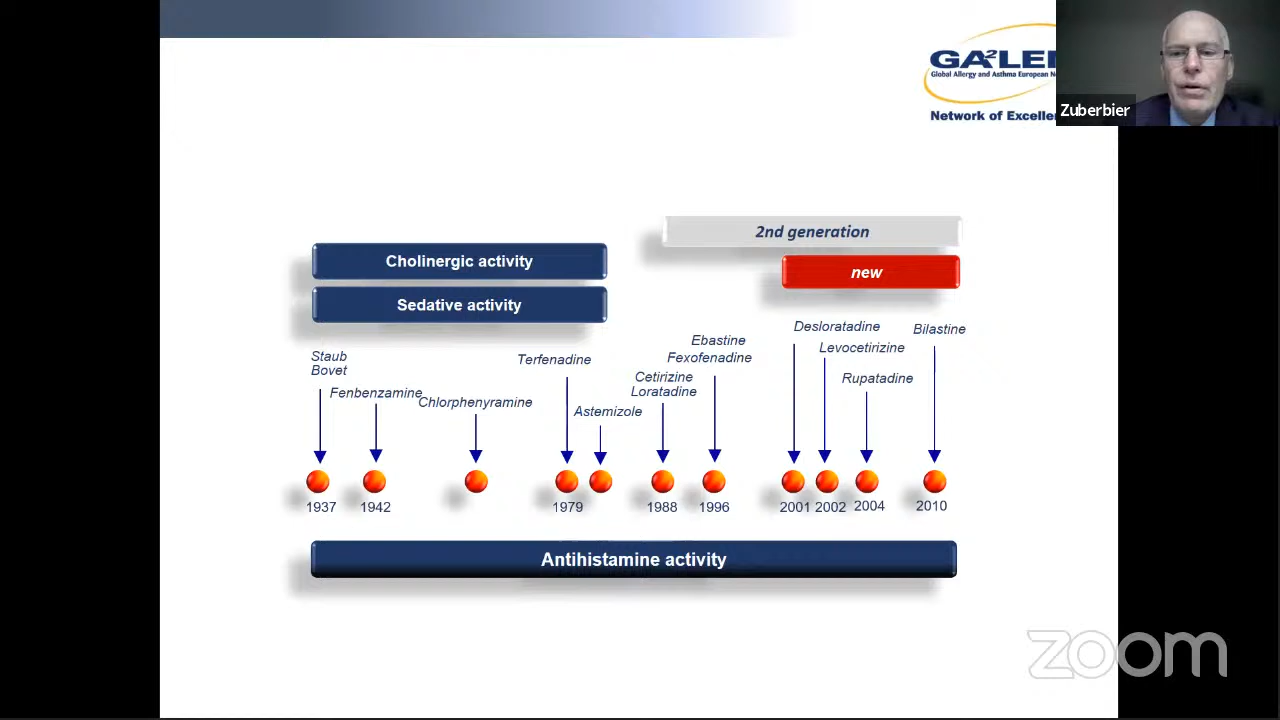 GA²LE
Global Allergy and Asthma European
Network of Excelle
Zuberbier
2nd generation
Cholinergic activity
new
Sedative activity
Desloratadine
Bilastine
Ebastine
Levocetirizine
Staub
Bovet
Terfenadine
Fexofenadine
Cetirizine
Rupatadine
Fenbenzamine
Loratadine
Chlorphenyramine
Astemizole
1937
1942
1979
1988
1996
2001
2002
2004
2010
Antihistamine activity
zoom